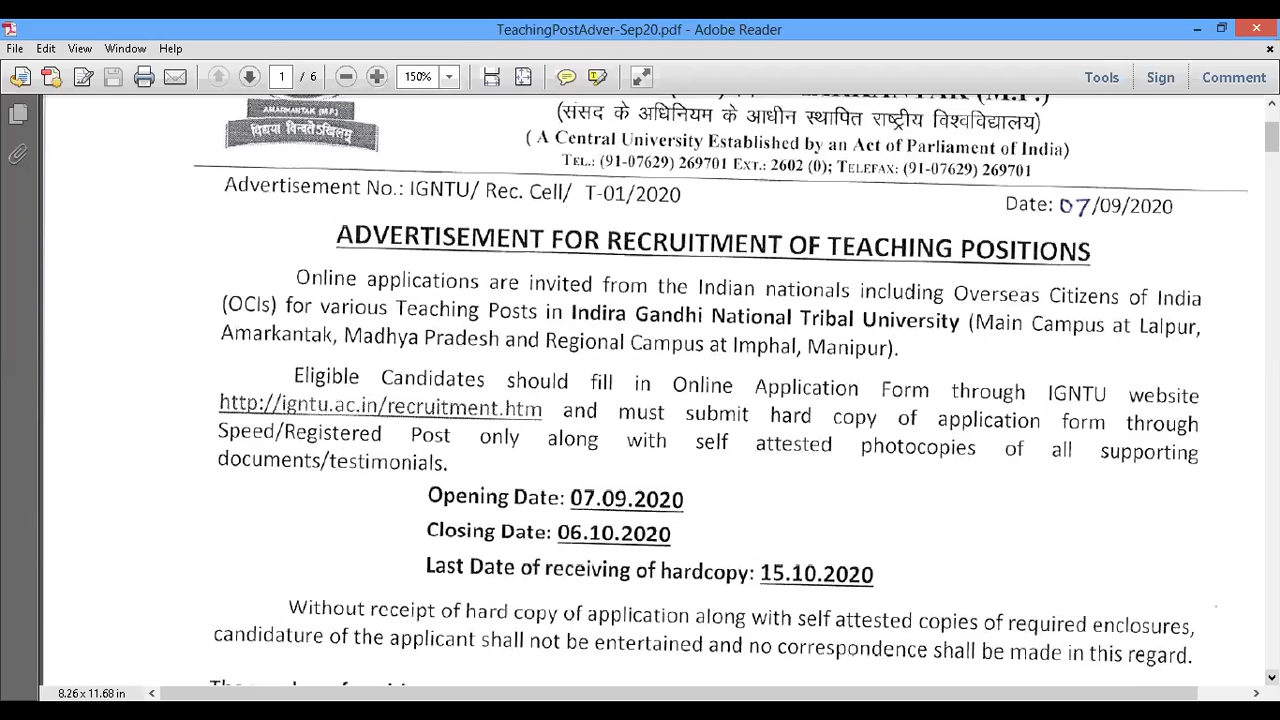 TeachingPostAdver-Sep20.pdf - Adobe Reader
File Edit View Window Help
1 / 6 150% Tools Sign Comment
AMARKANTAK (M.P.)
(संसद के अधिनियम के आधीन स्थापित राष्ट्रीय विश्वविद्यालय)
( A Central University Established by an Act of Parliament of India)
TEL.: (91-07629) 269701 EXT.: 2602 (0); TELEFAX: (91-07629) 269701
Advertisement No.: IGNTU/ Rec. Cell/ T-01/2020
Date: 07/09/2020
ADVERTISEMENT FOR RECRUITMENT OF TEACHING POSITIONS
Online applications are invited from the Indian nationals including Overseas Citizens of India
(OCIs) for various Teaching Posts in Indira Gandhi National Tribal University (Main Campus at Lalpur,
Amarkantak, Madhya Pradesh and Regional Campus at Imphal, Manipur).
Eligible Candidates should fill in Online Application Form through IGNTU website
http://igntu.ac.in/recruitment.htm and must submit hard copy of application form through
Speed/Registered Post only along with self attested photocopies of all supporting
documents/testimonials.
Opening Date: 07.09.2020
Closing Date: 06.10.2020
Last Date of receiving of hardcopy: 15.10.2020
Without receipt of hard copy of application along with self attested copies of required enclosures,
candidature of the applicant shall not be entertained and no correspondence shall be made in this regard.
8.26 x 11.68 in